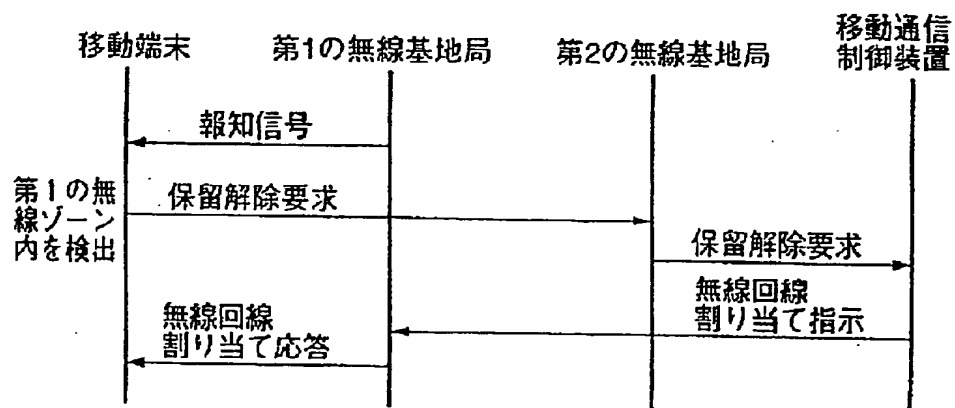 移動端末
第1の無線基地局
第2の無線基地局
移動通信
制御装置
報知信号
第1の無
線ゾーン
内を検出
保留解除要求
保留解除要求
無線回線
割り当て指示
無線回線
割り当て応答